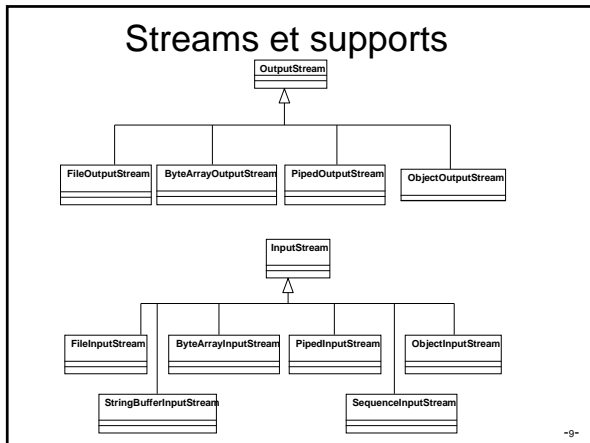 Streams et supports
OutputStream
FileOutputStream ByteArrayOutputStream PipedOutputStream ObjectOutputStream
InputStream
FileInputStream ByteArrayInputStream PipedInputStream ObjectInputStream
StringBufferInputStream SequenceInputStream
-9-